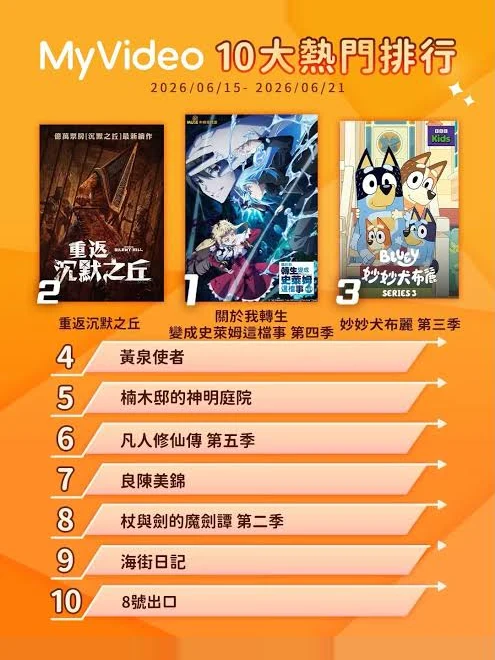 MyVideo 10大熱門排行
2026/06/15- 2026/06/21
億萬票房[沉默之丘]最新續作
重返
SILENT HILL
沉默之丘
2
MUSE
關於我
轉生變成
史萊姆
這檔事
1
BBC
Kids
BLUEY
妙妙犬布麗
SERIES 3
3
重返沉默之丘
關於我轉生
變成史萊姆這檔事 第四季
妙妙犬布麗 第三季
4 黃泉使者
5 楠木邸的神明庭院
6 凡人修仙傳 第五季
7 良陳美錦
8 杖與劍的魔劍譚 第二季
9 海街日記
10 8號出口